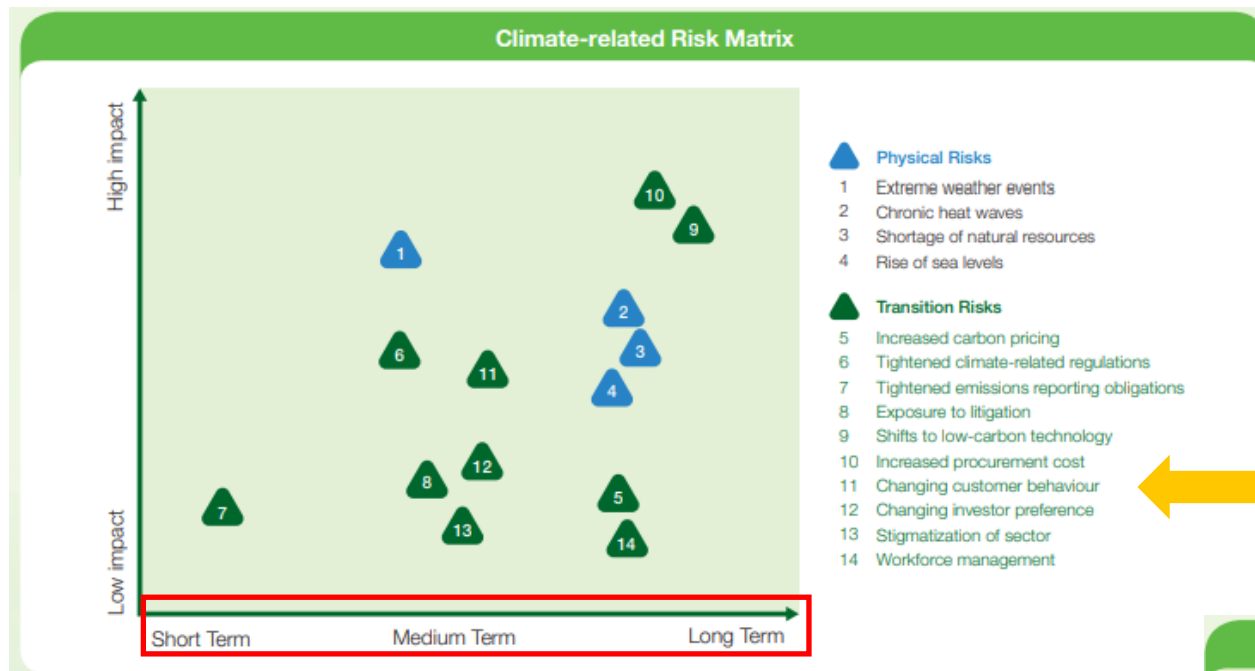 Climate-related Risk Matrix
High impact
Low impact
10
9
1
2
3
6
11
4
12
8
5
7
13
14
Short Term
Medium Term
Long Term
Physical Risks
1 Extreme weather events
2 Chronic heat waves
3 Shortage of natural resources
4 Rise of sea levels
Transition Risks
5 Increased carbon pricing
6 Tightened climate-related regulations
7 Tightened emissions reporting obligations
8 Exposure to litigation
9 Shifts to low-carbon technology
10 Increased procurement cost
11 Changing customer behaviour
12 Changing investor preference
13 Stigmatization of sector
14 Workforce management